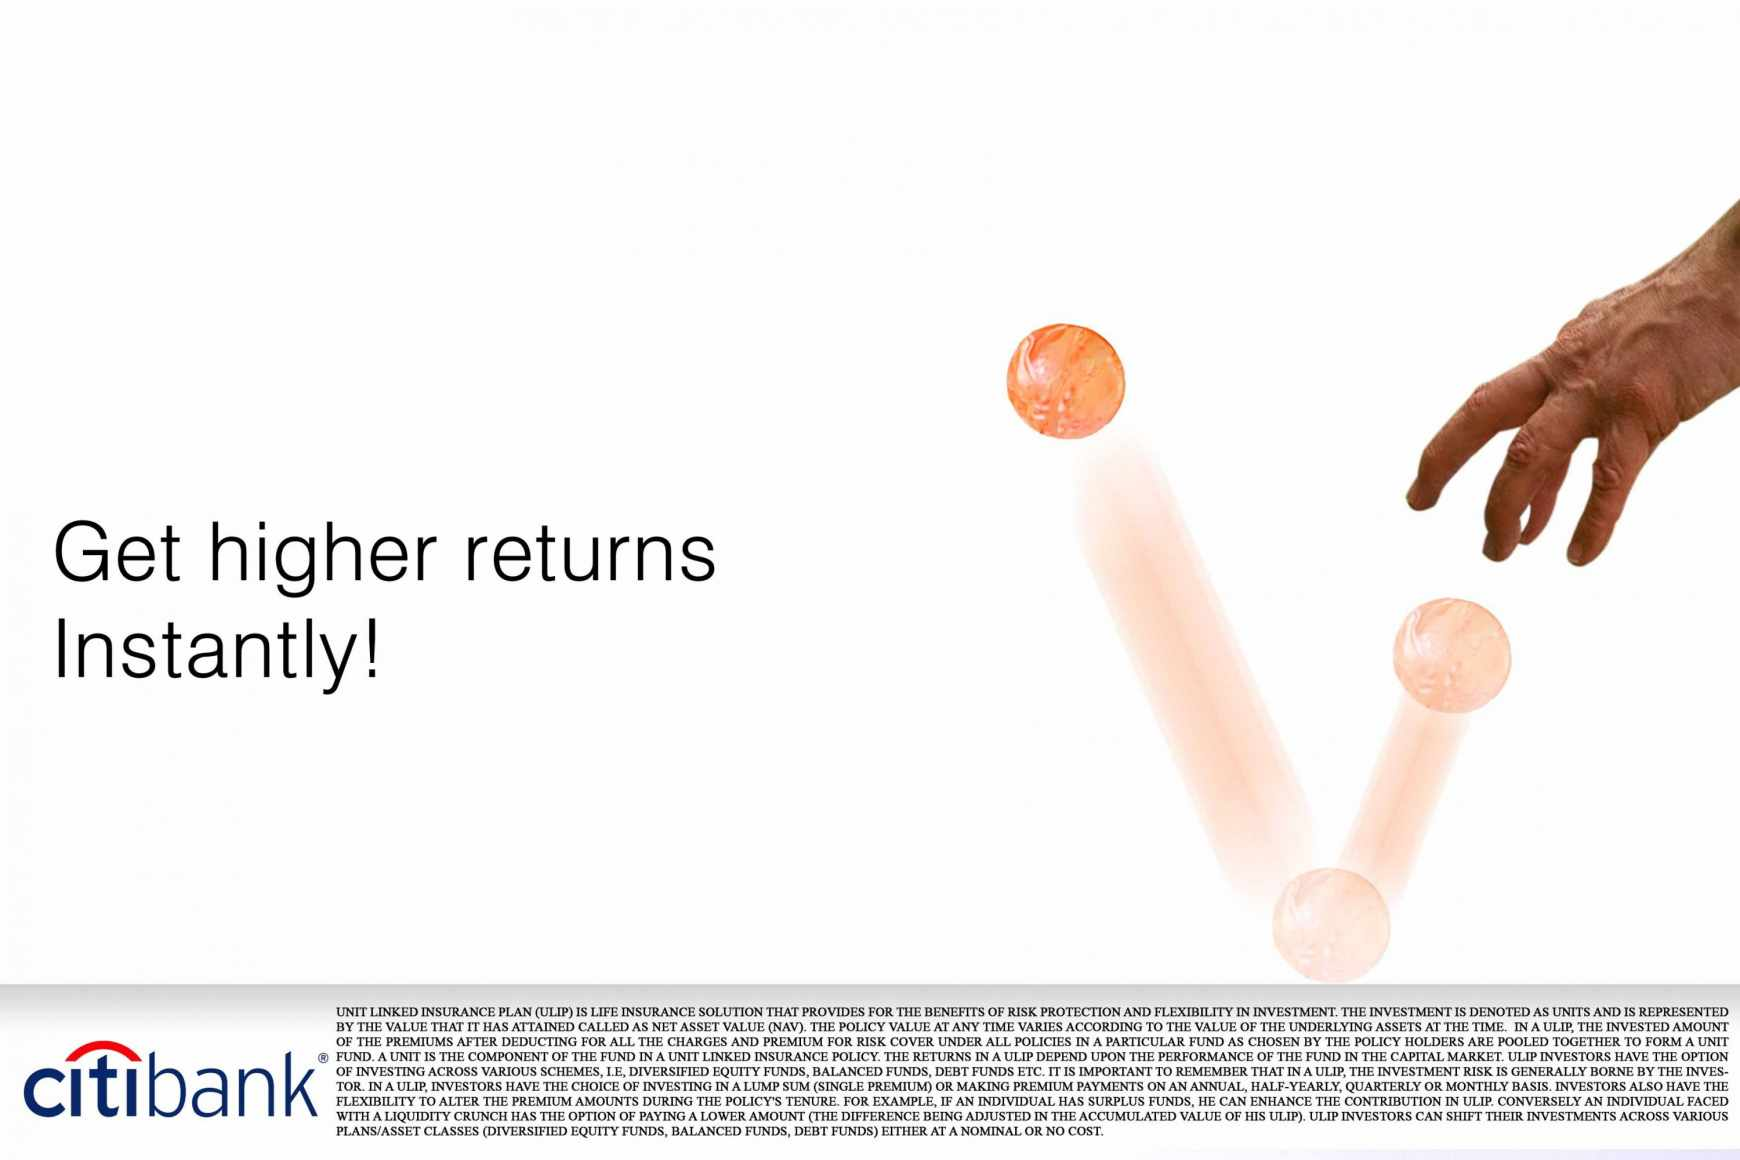 Get higher returns
Instantly!
UNIT LINKED INSURANCE PLAN (ULIP) IS LIFE INSURANCE SOLUTION THAT PROVIDES FOR THE BENEFITS OF RISK PROTECTION AND FLEXIBILITY IN INVESTMENT. THE INVESTMENT IS DENOTED AS UNITS AND IS REPRESENTED
BY THE VALUE THAT IT HAS ATTAINED CALLED AS NET ASSET VALUE (NAV). THE POLICY VALUE AT ANY TIME VARIES ACCORDING TO THE VALUE OF THE UNDERLYING ASSETS AT THE TIME. IN A ULIP, THE INVESTED AMOUNT
OF THE PREMIUMS AFTER DEDUCTING FOR ALL THE CHARGES AND PREMIUM FOR RISK COVER UNDER ALL POLICIES IN A PARTICULAR FUND AS CHOSEN BY THE POLICY HOLDERS ARE POOLED TOGETHER TO FORM A UNIT
FUND. A UNIT IS THE COMPONENT OF THE FUND IN A UNIT LINKED INSURANCE POLICY. THE RETURNS IN A ULIP DEPEND UPON THE PERFORMANCE OF THE FUND IN THE CAPITAL MARKET. ULIP INVESTORS HAVE THE OPTION
OF INVESTING ACROSS VARIOUS SCHEMES, I.E, DIVERSIFIED EQUITY FUNDS, BALANCED FUNDS, DEBT FUNDS ETC. IT IS IMPORTANT TO REMEMBER THAT IN A ULIP, THE INVESTMENT RISK IS GENERALLY BORNE BY THE INVES-
TOR. IN A ULIP, INVESTORS HAVE THE CHOICE OF INVESTING IN A LUMP SUM (SINGLE PREMIUM) OR MAKING PREMIUM PAYMENTS ON AN ANNUAL, HALF-YEARLY, QUARTERLY OR MONTHLY BASIS. INVESTORS ALSO HAVE THE
FLEXIBILITY TO ALTER THE PREMIUM AMOUNTS DURING THE POLICY'S TENURE. FOR EXAMPLE, IF AN INDIVIDUAL HAS SURPLUS FUNDS, HE CAN ENHANCE THE CONTRIBUTION IN ULIP. CONVERSELY AN INDIVIDUAL FACED
WITH A LIQUIDITY CRUNCH HAS THE OPTION OF PAYING A LOWER AMOUNT (THE DIFFERENCE BEING ADJUSTED IN THE ACCUMULATED VALUE OF HIS ULIP). ULIP INVESTORS CAN SHIFT THEIR INVESTMENTS ACROSS VARIOUS
PLANS/ASSET CLASSES (DIVERSIFIED EQUITY FUNDS, BALANCED FUNDS, DEBT FUNDS) EITHER AT A NOMINAL OR NO COST.
citibank®